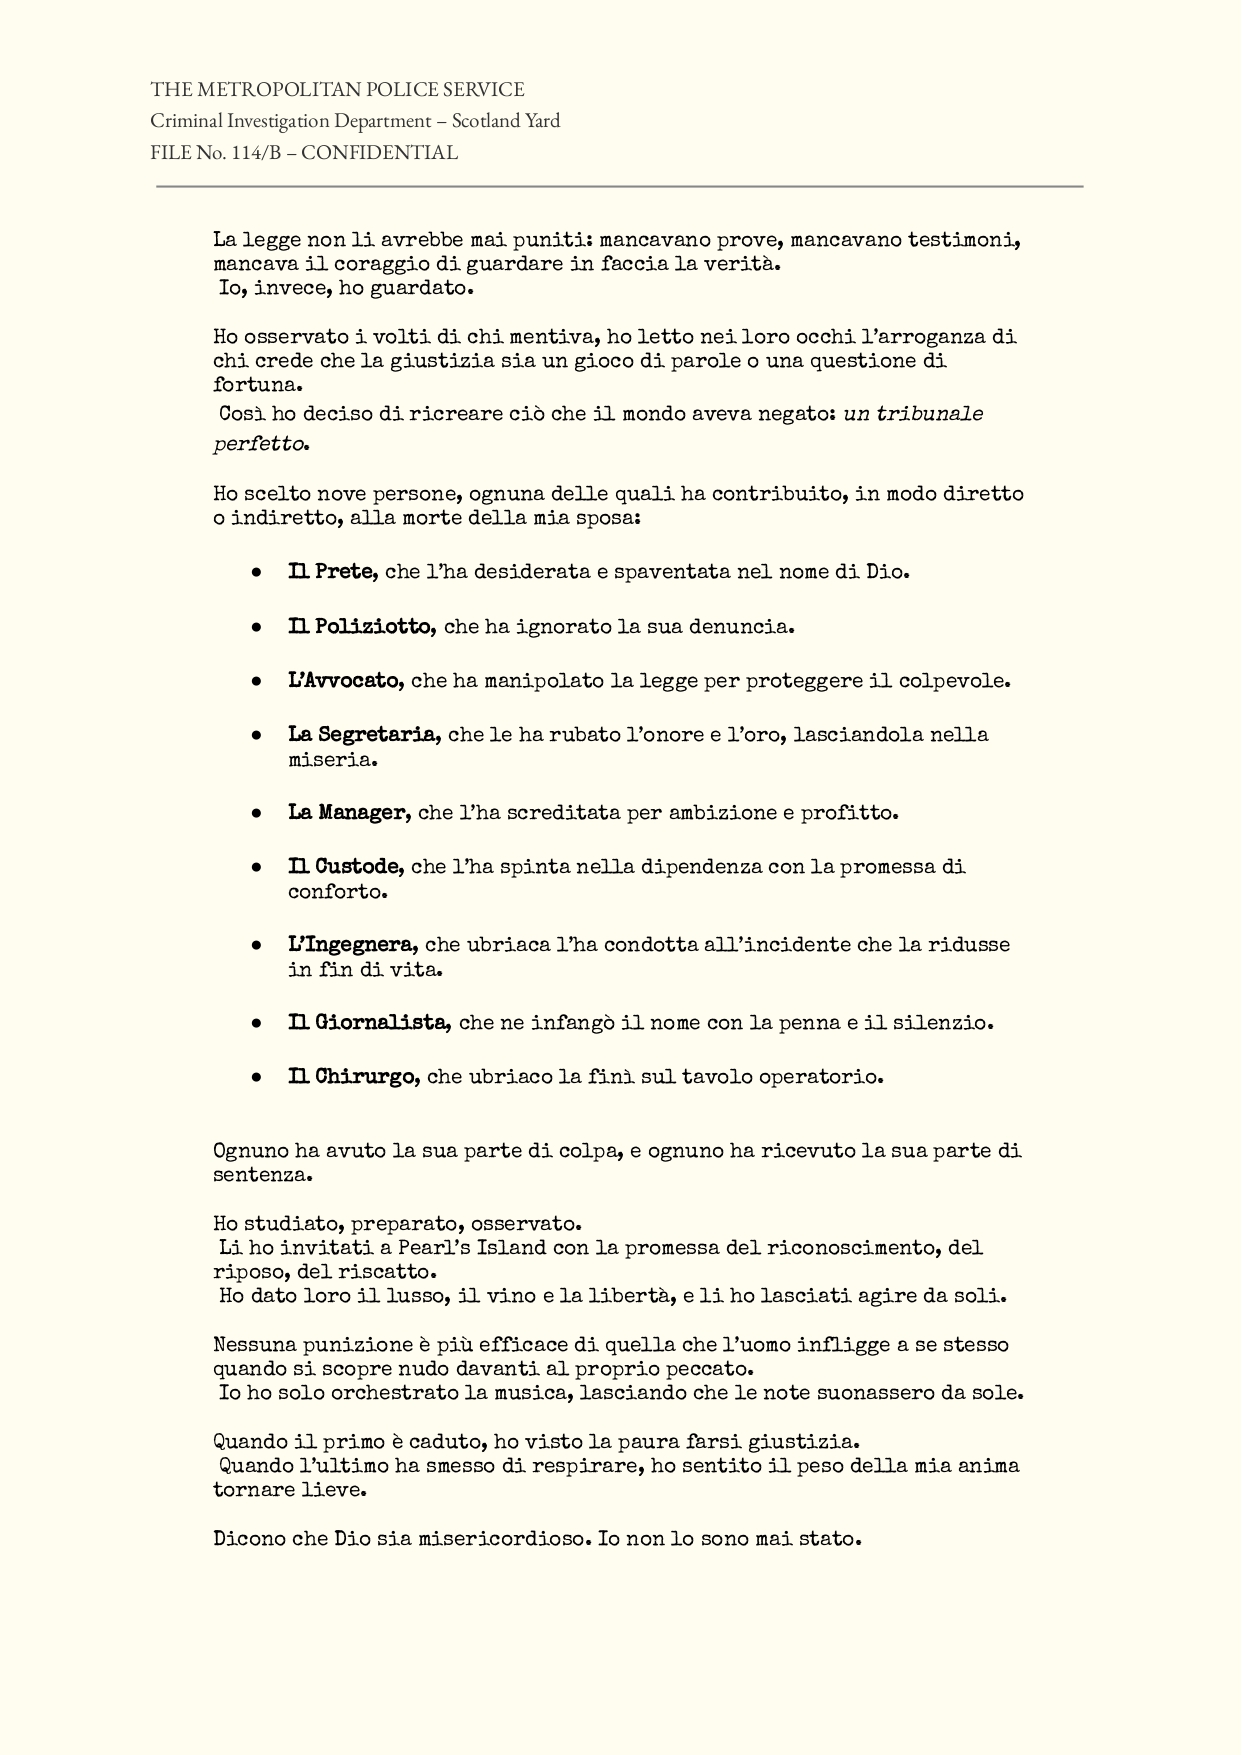 THE METROPOLITAN POLICE SERVICE
Criminal Investigation Department – Scotland Yard
FILE No. 114/B – CONFIDENTIAL
La legge non li avrebbe mai puniti: mancavano prove, mancavano testimoni,
mancava il coraggio di guardare in faccia la verità.
Io, invece, ho guardato.
Ho osservato i volti di chi mentiva, ho letto nei loro occhi l’arroganza di
chi crede che la giustizia sia un gioco di parole o una questione di
fortuna.
Così ho deciso di ricreare ciò che il mondo aveva negato: un tribunale
perfetto.
Ho scelto nove persone, ognuna delle quali ha contribuito, in modo diretto
o indiretto, alla morte della mia sposa:
● Il Prete, che l’ha desiderata e spaventata nel nome di Dio.
● Il Poliziotto, che ha ignorato la sua denuncia.
● L’Avvocato, che ha manipolato la legge per proteggere il colpevole.
● La Segretaria, che le ha rubato l’onore e l’oro, lasciandola nella
miseria.
● La Manager, che l’ha screditata per ambizione e profitto.
● Il Custode, che l’ha spinta nella dipendenza con la promessa di
conforto.
● L’Ingegnera, che ubriaca l’ha condotta all’incidente che la ridusse
in fin di vita.
● Il Giornalista, che ne infangò il nome con la penna e il silenzio.
● Il Chirurgo, che ubriaco la finì sul tavolo operatorio.
Ognuno ha avuto la sua parte di colpa, e ognuno ha ricevuto la sua parte di
sentenza.
Ho studiato, preparato, osservato.
Li ho invitati a Pearl’s Island con la promessa del riconoscimento, del
riposo, del riscatto.
Ho dato loro il lusso, il vino e la libertà, e li ho lasciati agire da soli.
Nessuna punizione è più efficace di quella che l’uomo infligge a se stesso
quando si scopre nudo davanti al proprio peccato.
Io ho solo orchestrato la musica, lasciando che le note suonassero da sole.
Quando il primo è caduto, ho visto la paura farsi giustizia.
Quando l’ultimo ha smesso di respirare, ho sentito il peso della mia anima
tornare lieve.
Dicono che Dio sia misericordioso. Io non lo sono mai stato.